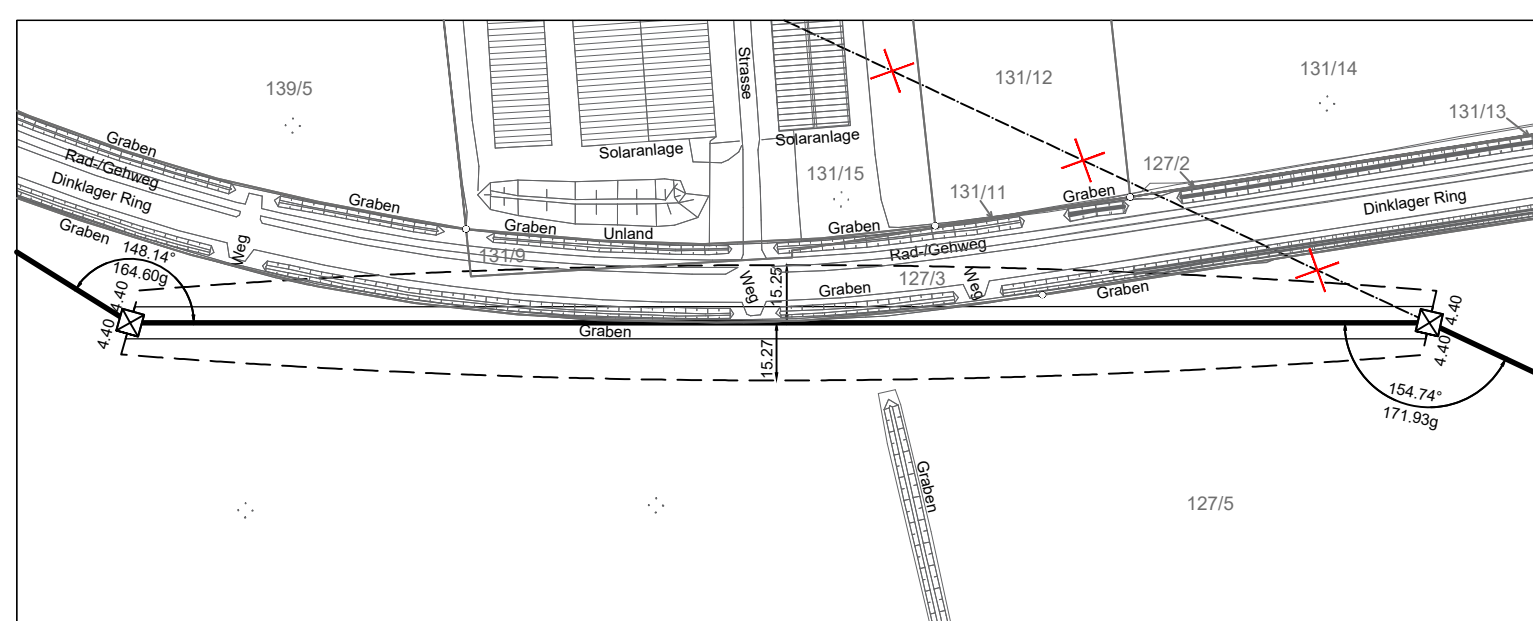 139/5
Strasse
131/12
131/14
131/13
Graben
Rad-/Gehweg
Dinklager Ring
Graben
Solaranlage
Solaranlage
131/15
127/2
131/11
Graben
Graben
Graben
Unland
Graben
Rad-/Gehweg
Dinklager Ring
Weg
131/9
127/3
148.14°
164.60g
4.40
4.40
15.25
Weg
Graben
Weg
Graben
4.40
4.40
Graben
15.27
154.74°
171.93g
Graben
127/5